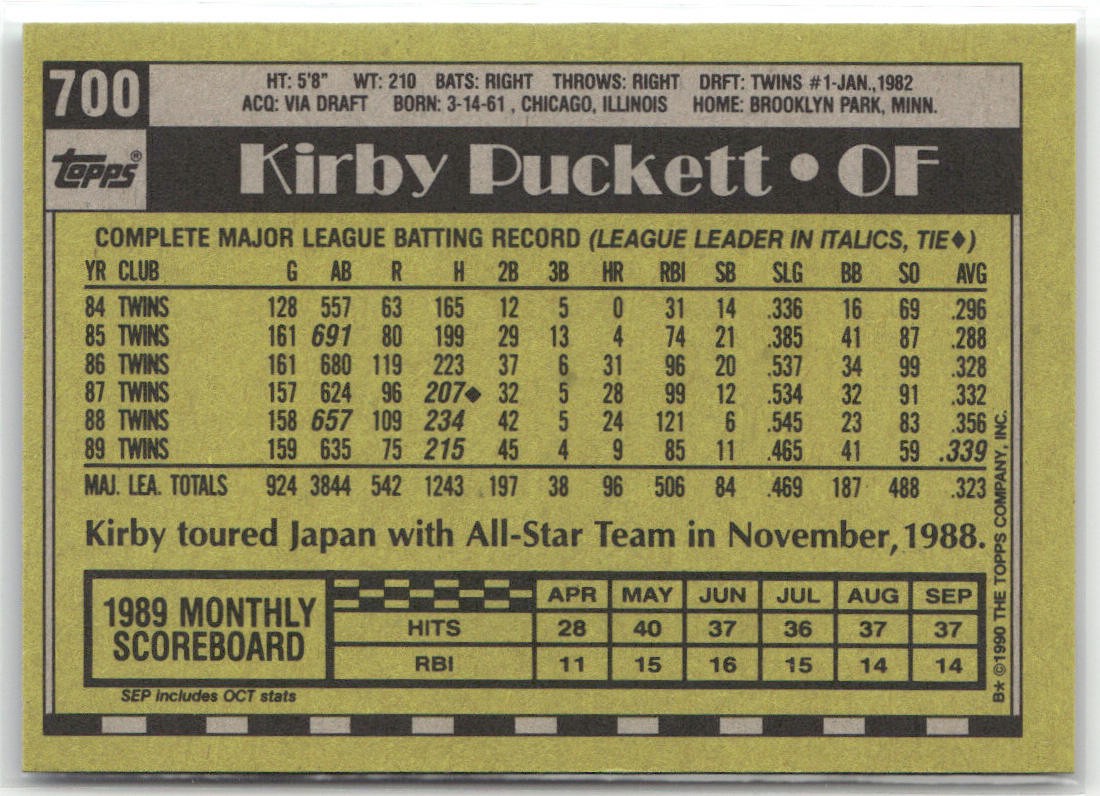 700
HT: 5'8" WT: 210 BATS: RIGHT THROWS: RIGHT DRFT: TWINS #1-JAN.,1982
ACQ: VIA DRAFT BORN: 3-14-61 , CHICAGO, ILLINOIS HOME: BROOKLYN PARK, MINN.
Topps®
Kirby Puckett • OF
COMPLETE MAJOR LEAGUE BATTING RECORD (LEAGUE LEADER IN ITALICS, TIE♦)
YR CLUB G AB R H 2B 3B HR RBI SB SLG BB SO AVG
84 TWINS 128 557 63 165 12 5 0 31 14 .336 16 69 .296
85 TWINS 161 691 80 199 29 13 4 74 21 .385 41 87 .288
86 TWINS 161 680 119 223 37 6 31 96 20 .537 34 99 .328
87 TWINS 157 624 96 207♦ 32 5 28 99 12 .534 32 91 .332
88 TWINS 158 657 109 234 42 5 24 121 6 .545 23 83 .356
89 TWINS 159 635 75 215 45 4 9 85 11 .465 41 59 .339
MAJ. LEA. TOTALS 924 3844 542 1243 197 38 96 506 84 .469 187 488 .323
Kirby toured Japan with All-Star Team in November, 1988.
1989 MONTHLY
SCOREBOARD
APR MAY JUN JUL AUG SEP
HITS 28 40 37 36 37 37
RBI 11 15 16 15 14 14
SEP includes OCT stats
B★ ©1990 THE TOPPS COMPANY, INC.